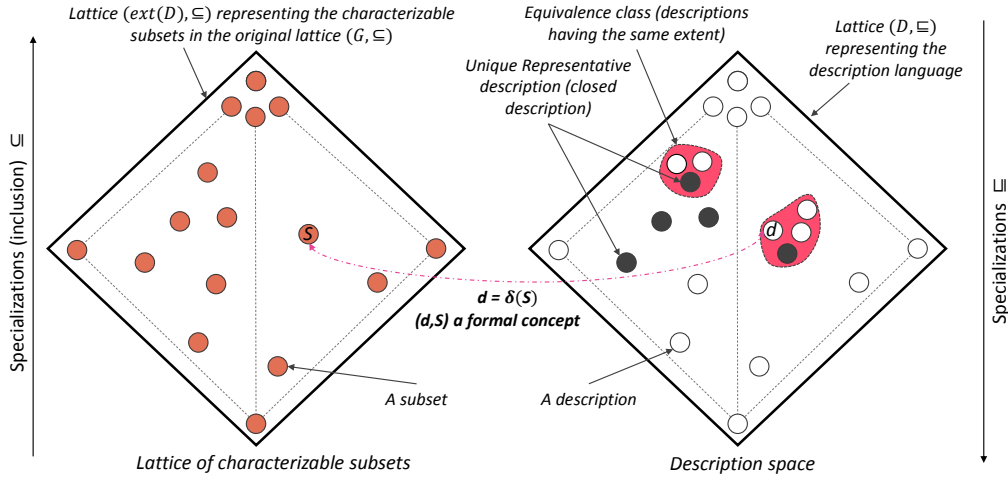 Lattice (ext(D), ⊆) representing the characterizable
subsets in the original lattice (G, ⊆)
Equivalence class (descriptions
having the same extent)
Unique Representative
description (closed
description)
Lattice (D, ⊑)
representing the
description language
Specializations (inclusion) ⊆
Specializations ⊑
S
d
d = δ(S)
(d,S) a formal concept
A subset
A description
Lattice of characterizable subsets
Description space